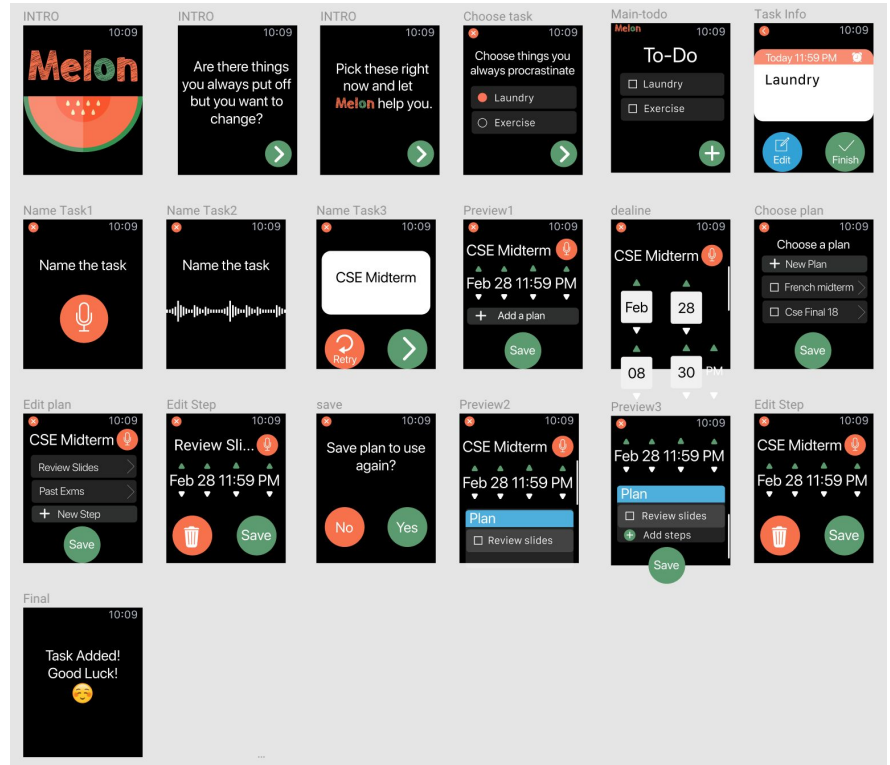 INTRO
10:09
Melon
INTRO
10:09
Are there things
you always put off
but you want to
change?
INTRO
10:09
Pick these right
now and let
Melon help you.
Choose task
10:09
Choose things you
always procrastinate
Laundry
Exercise
Main-todo
Melon 10:09
To-Do
Laundry
Exercise
Task Info
10:09
Today 11:59 PM
Laundry
Edit
Finish
Name Task1
10:09
Name the task
Name Task2
10:09
Name the task
Name Task3
10:09
CSE Midterm
Retry
Preview1
10:09
CSE Midterm
Feb 28 11:59 PM
+ Add a plan
Save
dealine
10:09
CSE Midterm
Feb 28
08 30 PM
Choose plan
10:09
Choose a plan
+ New Plan
French midterm
Cse Final 18
Save
Edit plan
10:09
CSE Midterm
Review Slides
Past Exms
+ New Step
Save
Edit Step
10:09
Review Sli...
Feb 28 11:59 PM
Save
save
10:09
Save plan to use
again?
No
Yes
Preview2
10:09
CSE Midterm
Feb 28 11:59 PM
Plan
Review slides
Preview3
10:09
Feb 28 11:59 PM
Plan
Review slides
+ Add steps
Save
Edit Step
10:09
CSE Midterm
Feb 28 11:59 PM
Save
Final
10:09
Task Added!
Good Luck!
...